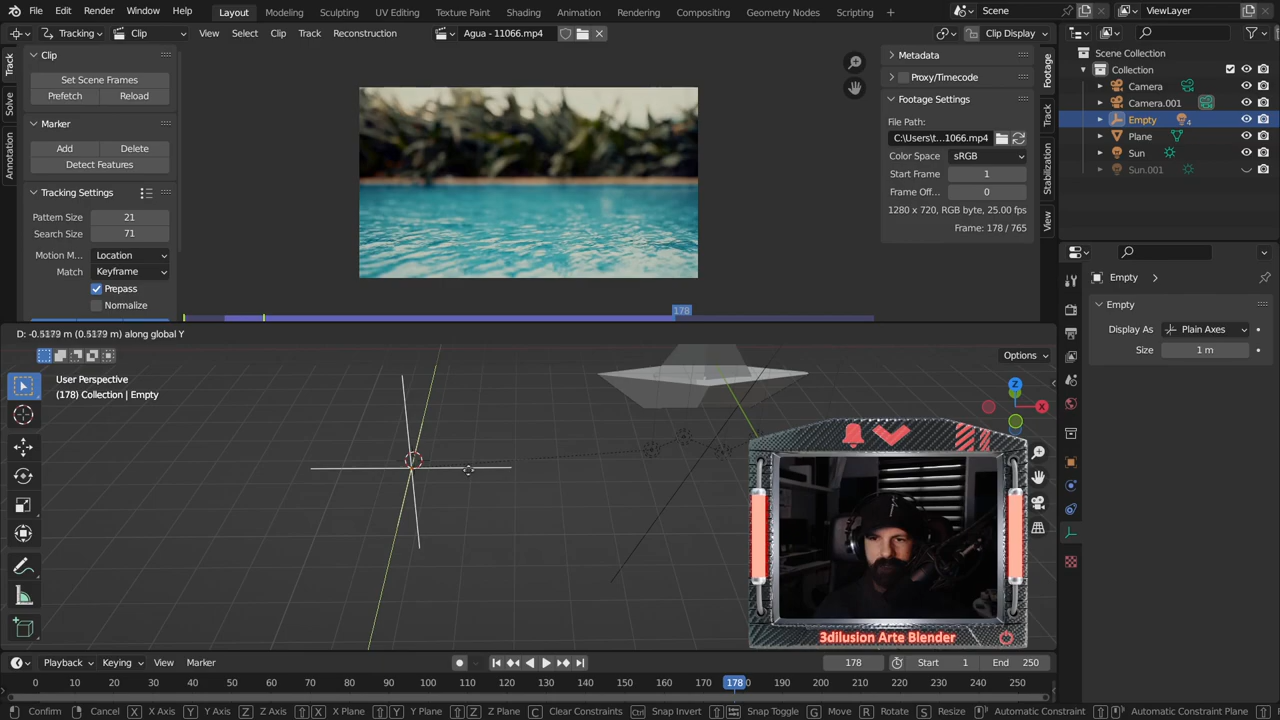 File Edit Render Window Help Layout Modeling Sculpting UV Editing Texture Paint Shading Animation Rendering Compositing Geometry Nodes Scripting + Scene ViewLayer
Tracking Clip View Select Clip Track Reconstruction Agua - 11066.mp4 Clip Display
Scene Collection
Collection
Camera
Camera.001
Empty
Plane
Sun
Sun.001
Track
Solve
Annotation
Clip
Set Scene Frames
Prefetch Reload
Marker
Add Delete
Detect Features
Tracking Settings
Pattern Size 21
Search Size 71
Motion M... Location
Match Keyframe
Prepass
Normalize
Metadata
Proxy/Timecode
Footage Settings
File Path:
C:\Users\t...1066.mp4
Color Space sRGB
Start Frame 1
Frame Off... 0
1280 x 720, RGB byte, 25.00 fps
Frame: 178 / 765
Footage
Track
Stabilization
View
178
Empty
Empty
Display As Plain Axes
Size 1 m
D: -0.5179 m (0.5179 m) along global Y
Options
User Perspective
(178) Collection | Empty
Z
X
3dilusion Arte Blender
Playback Keying View Marker 178 Start 1 End 250
0 10 20 30 40 50 60 70 80 90 100 110 120 130 140 150 160 170 178 190 200 210 220 230 240 250
Confirm Cancel X X Axis Y Y Axis Z Z Axis X X Plane Y Y Plane Z Z Plane C Clear Constraints Snap Invert Snap Toggle G Move R Rotate S Resize Automatic Constraint Automatic Constraint Plane